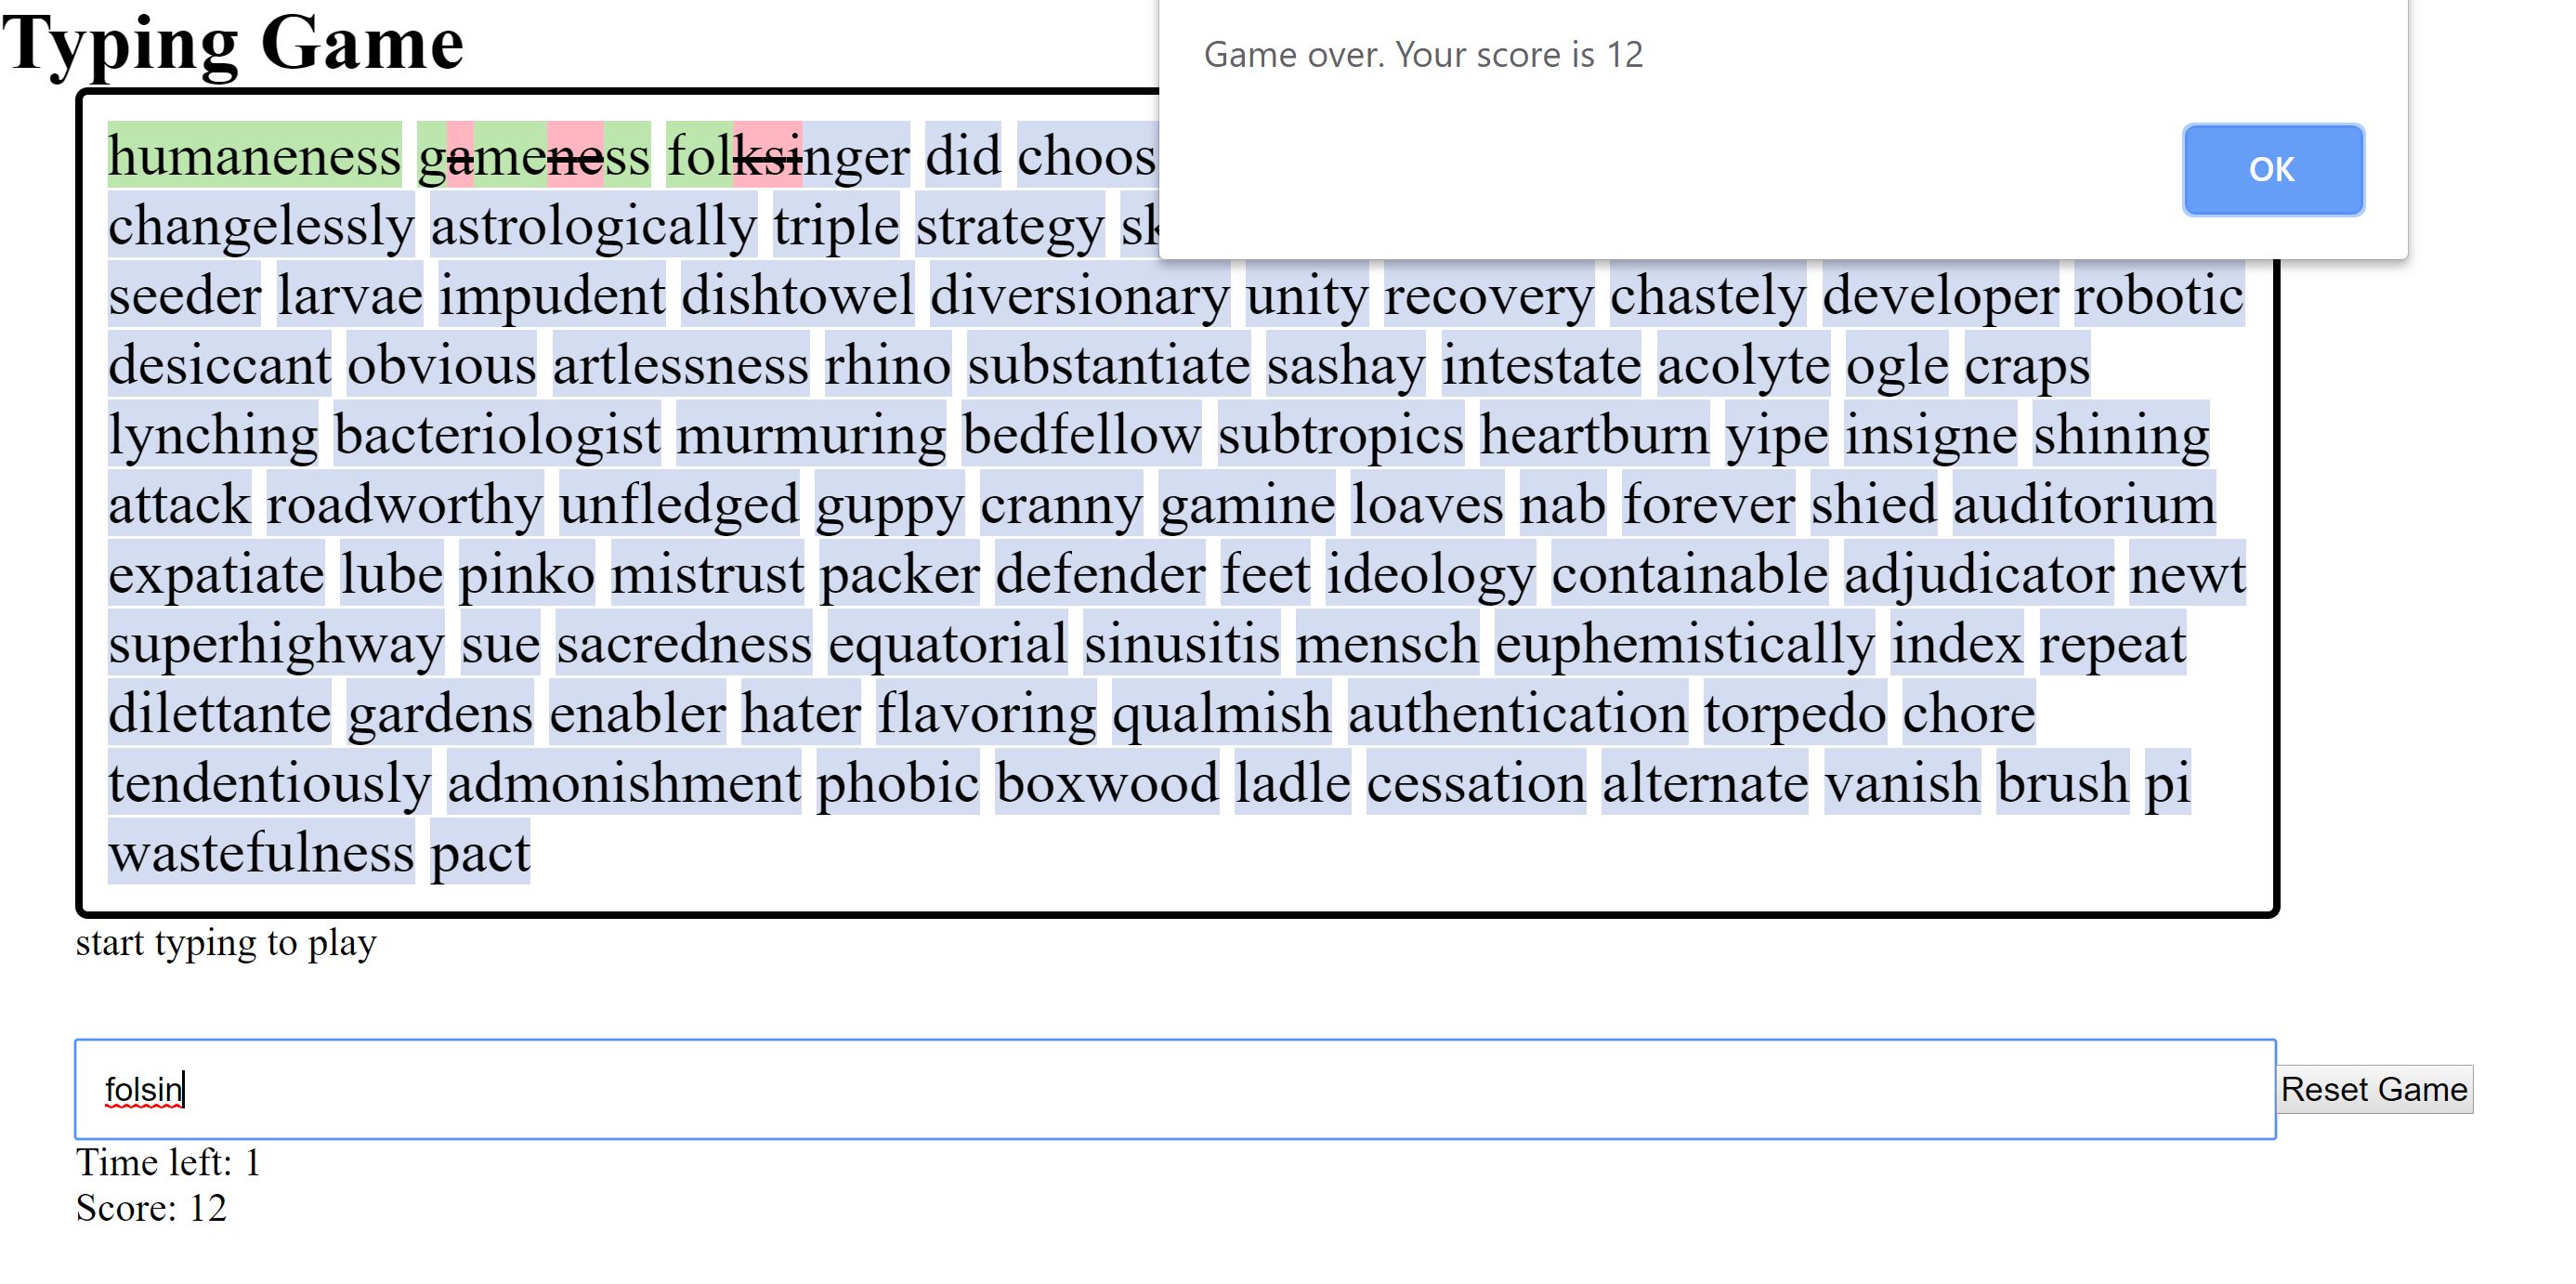 Typing Game
Game over. Your score is 12
OK
humaneness gameness folksinger did choos
changelessly astrologically triple strategy sk
seeder larvae impudent dishtowel diversionary unity recovery chastely developer robotic
desiccant obvious artlessness rhino substantiate sashay intestate acolyte ogle craps
lynching bacteriologist murmuring bedfellow subtropics heartburn yipe insigne shining
attack roadworthy unfledged guppy cranny gamine loaves nab forever shied auditorium
expatiate lube pinko mistrust packer defender feet ideology containable adjudicator newt
superhighway sue sacredness equatorial sinusitis mensch euphemistically index repeat
dilettante gardens enabler hater flavoring qualmish authentication torpedo chore
tendentiously admonishment phobic boxwood ladle cessation alternate vanish brush pi
wastefulness pact
start typing to play
folsin
Reset Game
Time left: 1
Score: 12